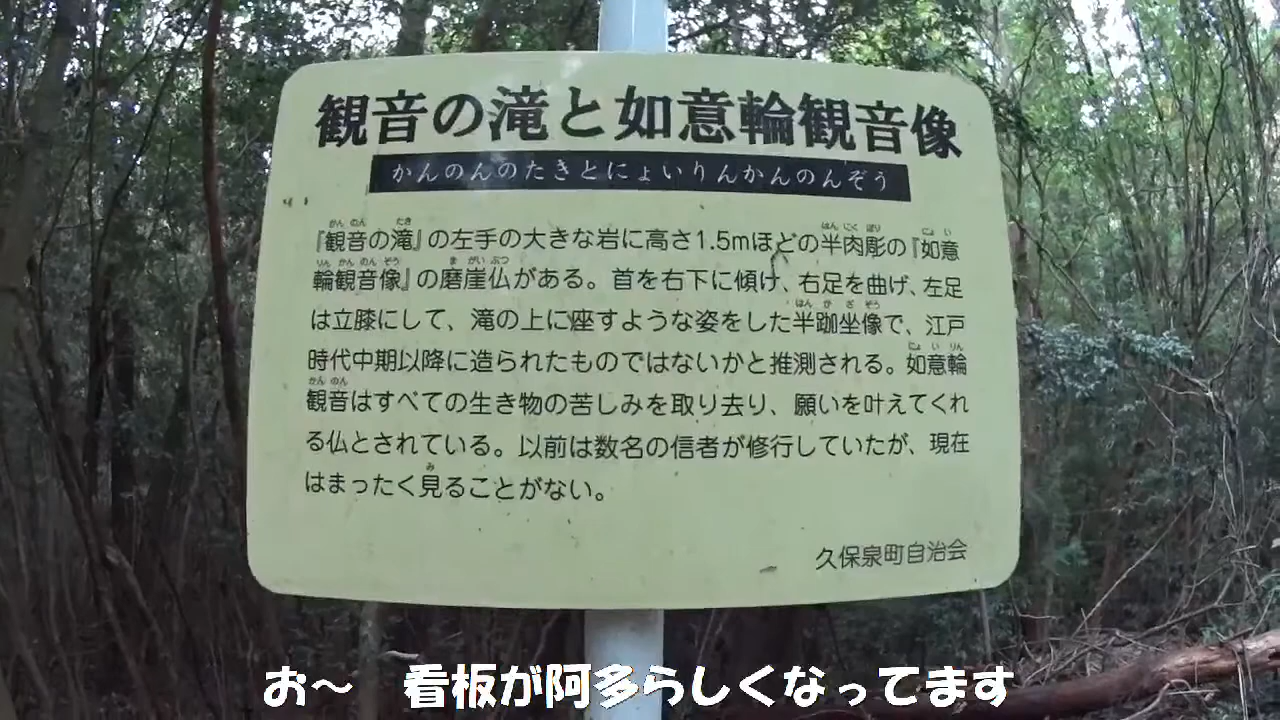 観音の滝と如意輪観音像
かんのんのたきとにょいりんかんのんぞう
『観音の滝』の左手の大きな岩に高さ1.5mほどの半肉彫の『如意
輪観音像』の磨崖仏がある。首を右下に傾け、右足を曲げ、左足
は立膝にして、滝の上に座すような姿をした半跏坐像で、江戸
時代中期以降に造られたものではないかと推測される。如意輪
観音はすべての生き物の苦しみを取り去り、願いを叶えてくれ
る仏とされている。以前は数名の信者が修行していたが、現在
はまったく見ることがない。
久保泉町自治会
お〜 看板が阿多らしくなってます